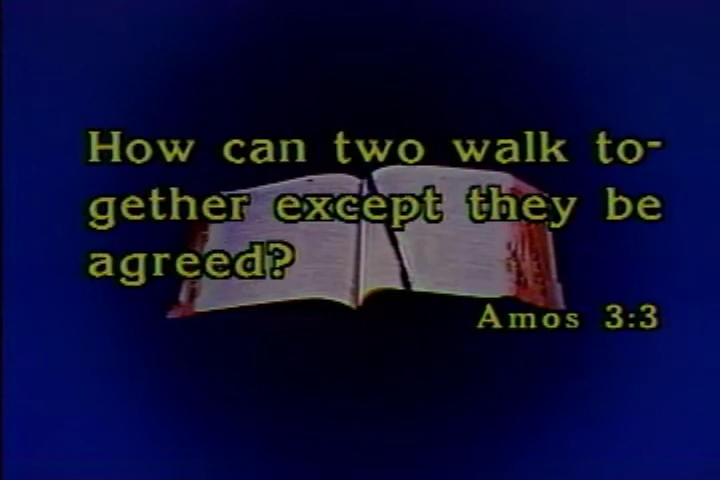 How can two walk to-
gether except they be
agreed?
Amos 3:3